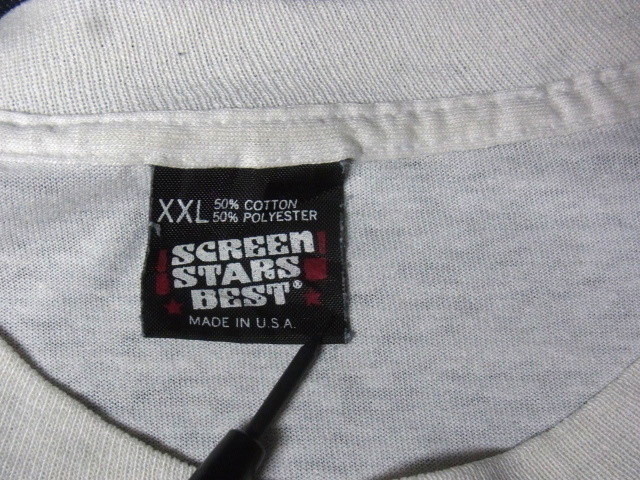 XXL 50% COTTON
50% POLYESTER
SCREEN
STARS
BEST®
MADE IN U.S.A.